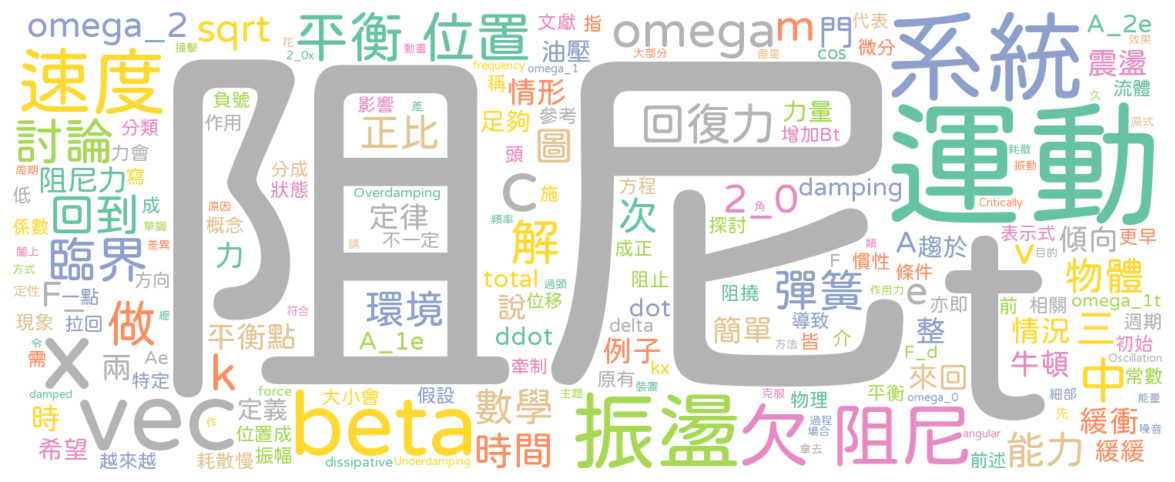 omega_2 sqrt 平衡 位置 文獻 指 omega m 門 代表 系統 A_2e 效果
撞擊 花 動畫 2_0x 油壓 frequency omega_1 大部分 盡量 cos 微分 震盪
速度 阻尼 負號 影響 差 稱 情形 回復力 力量 流體 久
討論 分類 作用 正比 足夠 參考 圖 增加Bt 運動 原式
力會 頭 耗散
周期 阻尼力 寫 分成 狀態 Overdamping c 施 方程 2_0 damping 振動
低 回到 成 原因 定律 頻率 次 角 Critically
係數 單調 概念 不一定 解 成正 探討 A 趨於 表示式 傾向 更早
闔上 臨界 差異 力 講 F 類 慣性 v 目的
方式 方向 total 過頭 阻止 彈簧 條件 物體
定性 F_ 一點 環境 說 位移 dot 阻撓 e 亦即 前 相關 omega_1t
現象 拉回 做 總 平衡點 符合 delta 導致 作用力 t 週期
令 x 兩 A_1e ddot 簡單 皆 介 整 情況 三 初始
需 Ae k 牽制 例子 方法 F_d Oscillation
特定 原有 kx 來回 牛頓 中 常數
damped vec force 大小會 假設 裝置 主題 克服 物理 平衡 omega_0 細部 能量
時 作 定義 beta 數學 振盪 過程 場合 欠 阻尼 先 緩衝 噪音
希望 位置成 時間 angular 能力
越來越 耗散慢 振幅 dissipative Underdamping 拿去 前述 緩緩